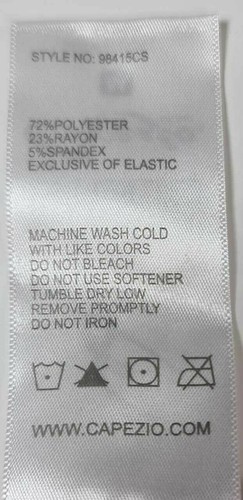 STYLE NO: 98415CS
72%POLYESTER
23%RAYON
5%SPANDEX
EXCLUSIVE OF ELASTIC
MACHINE WASH COLD
WITH LIKE COLORS
DO NOT BLEACH
DO NOT USE SOFTENER
TUMBLE DRY LOW
REMOVE PROMPTLY
DO NOT IRON
WWW.CAPEZIO.COM